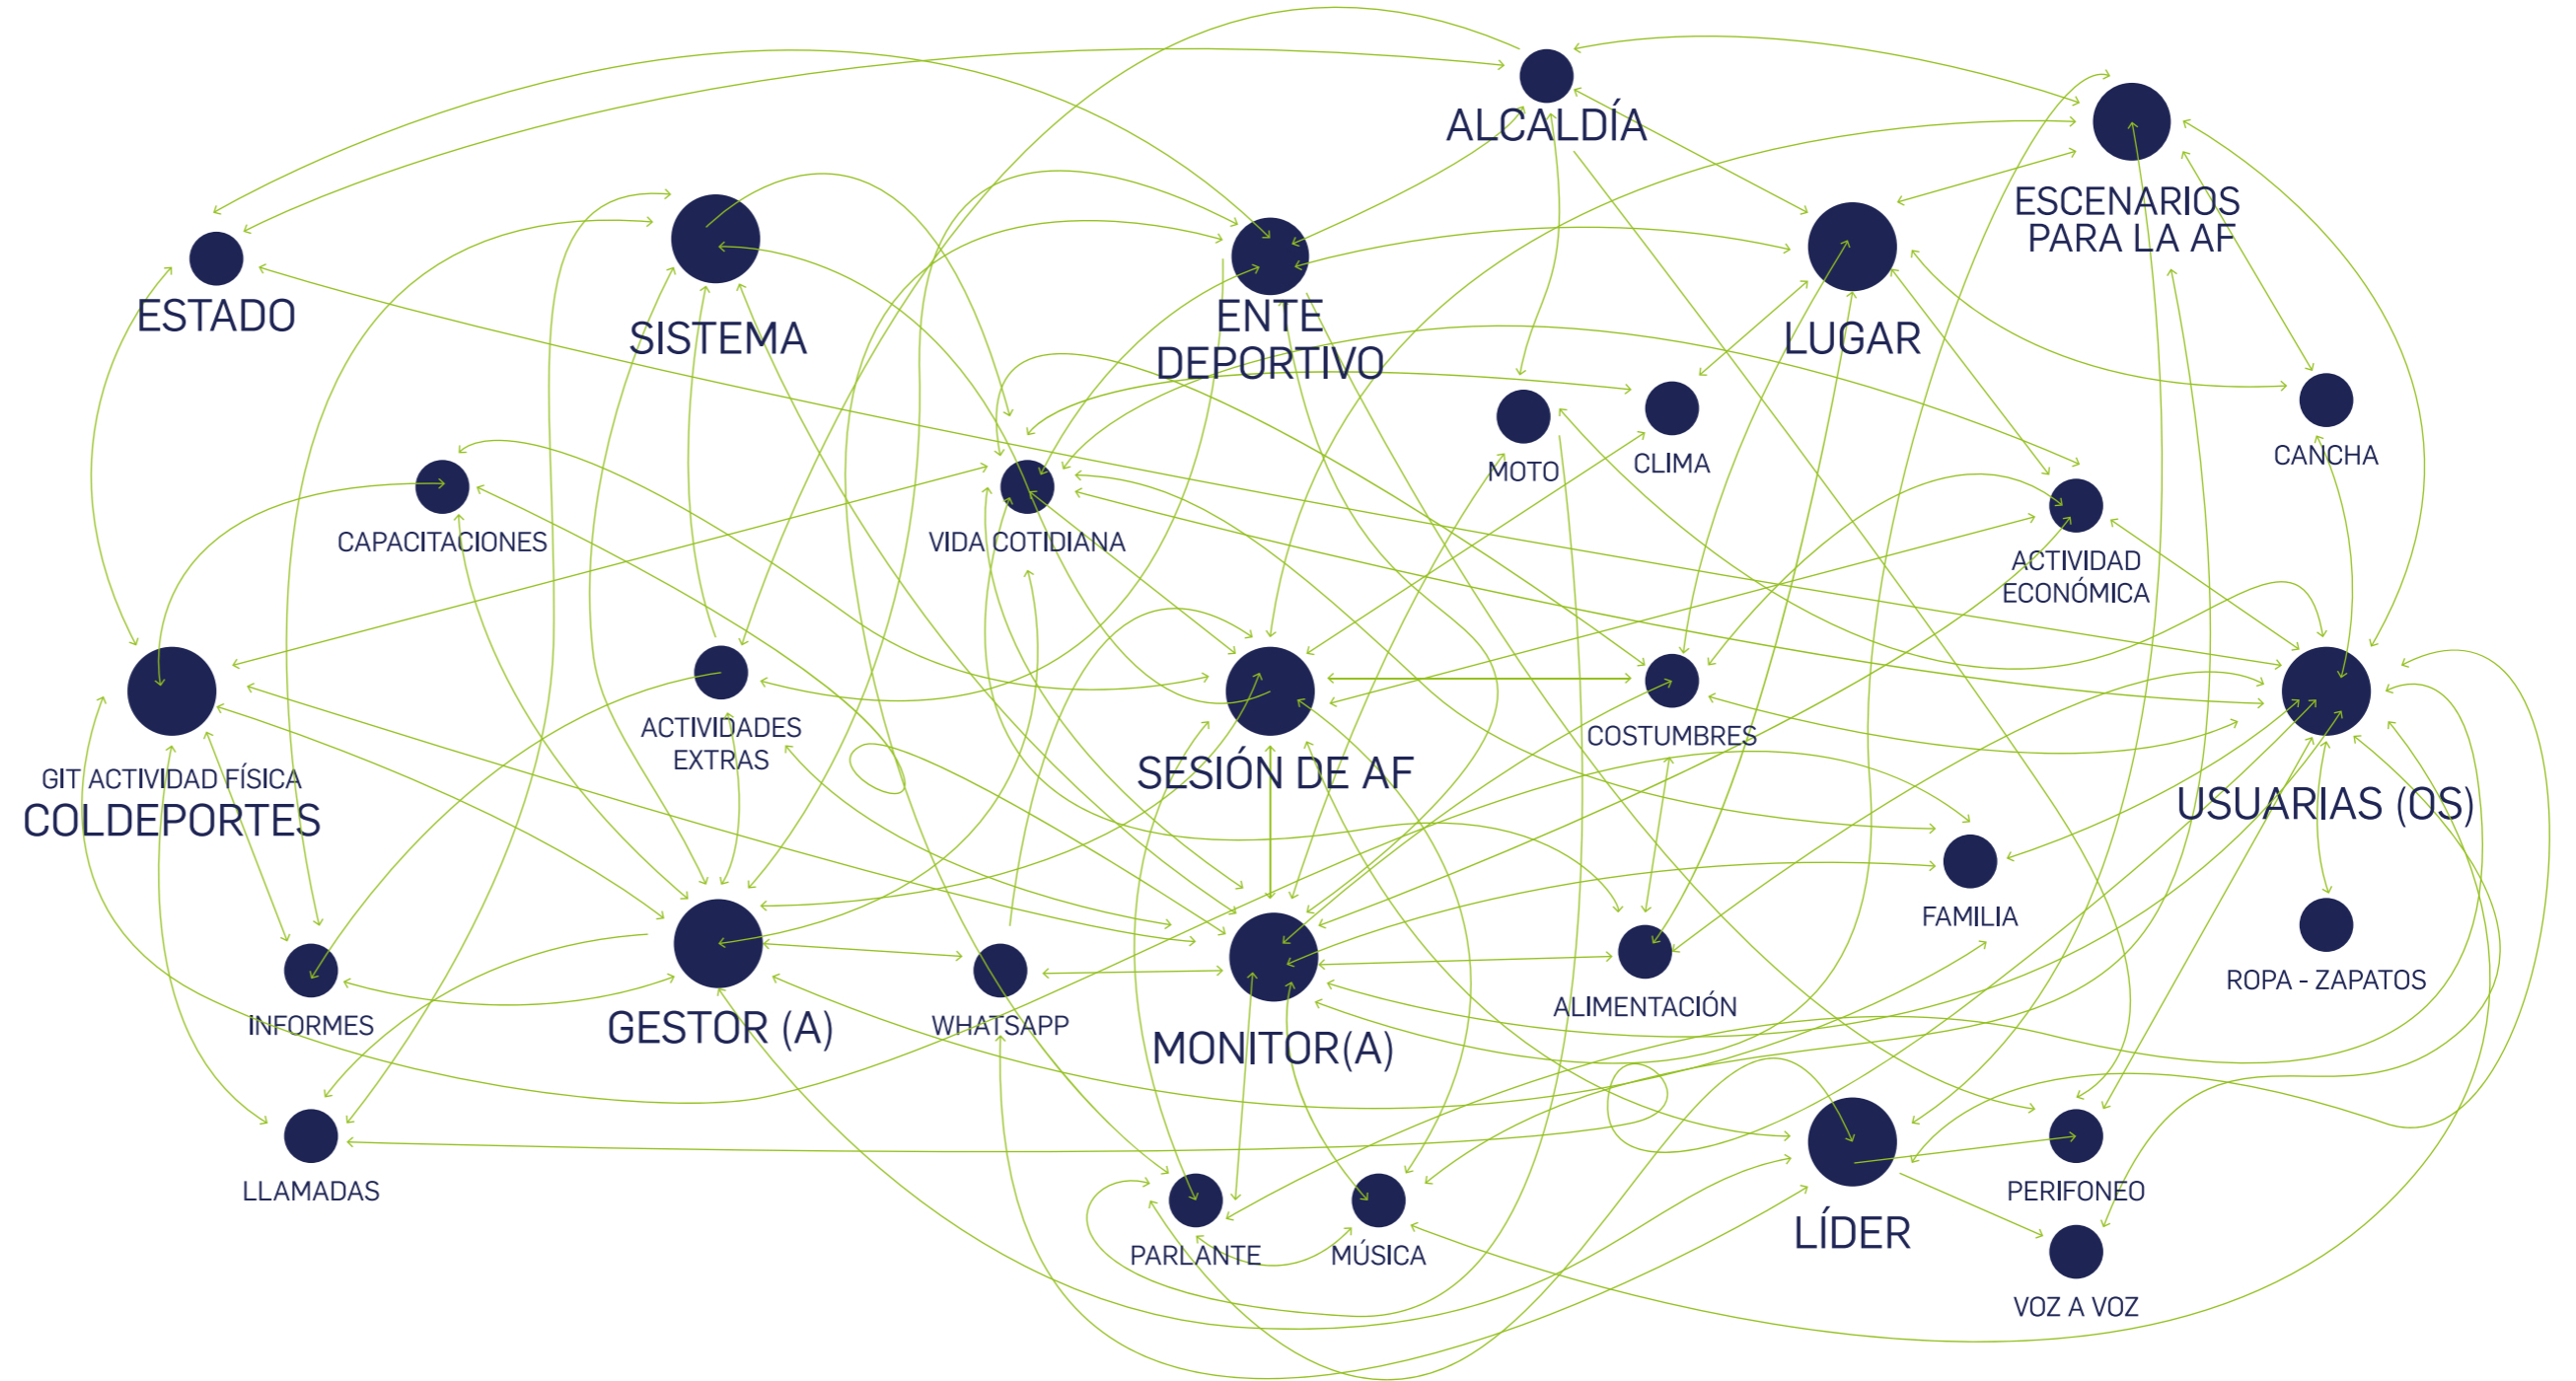 ALCALDÍA
ESCENARIOS
PARA LA AF
ESTADO
SISTEMA
ENTE
DEPORTIVO
LUGAR
MOTO
CLIMA
CANCHA
CAPACITACIONES
VIDA COTIDIANA
ACTIVIDAD
ECONÓMICA
GIT ACTIVIDAD FÍSICA
COLDEPORTES
ACTIVIDADES
EXTRAS
SESIÓN DE AF
COSTUMBRES
USUARIAS (OS)
FAMILIA
ROPA - ZAPATOS
INFORMES
GESTOR (A)
WHATSAPP
MONITOR(A)
ALIMENTACIÓN
LLAMADAS
PARLANTE
MÚSICA
LÍDER
PERIFONEO
VOZ A VOZ